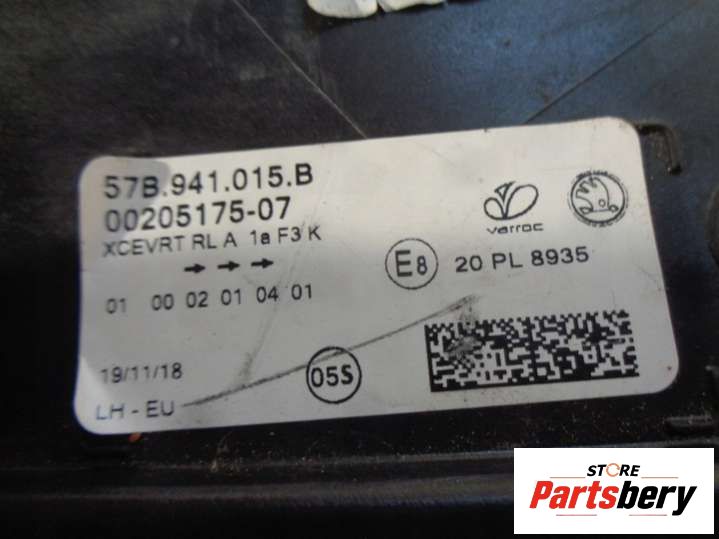 57B.941.015.B
00205175-07
XCEVRT RL A 1a F3 K
01 00 02 01 04 01
varroc
E8 20 PL 8935
19/11/18
05S
LH - EU
STORE
Partsbery